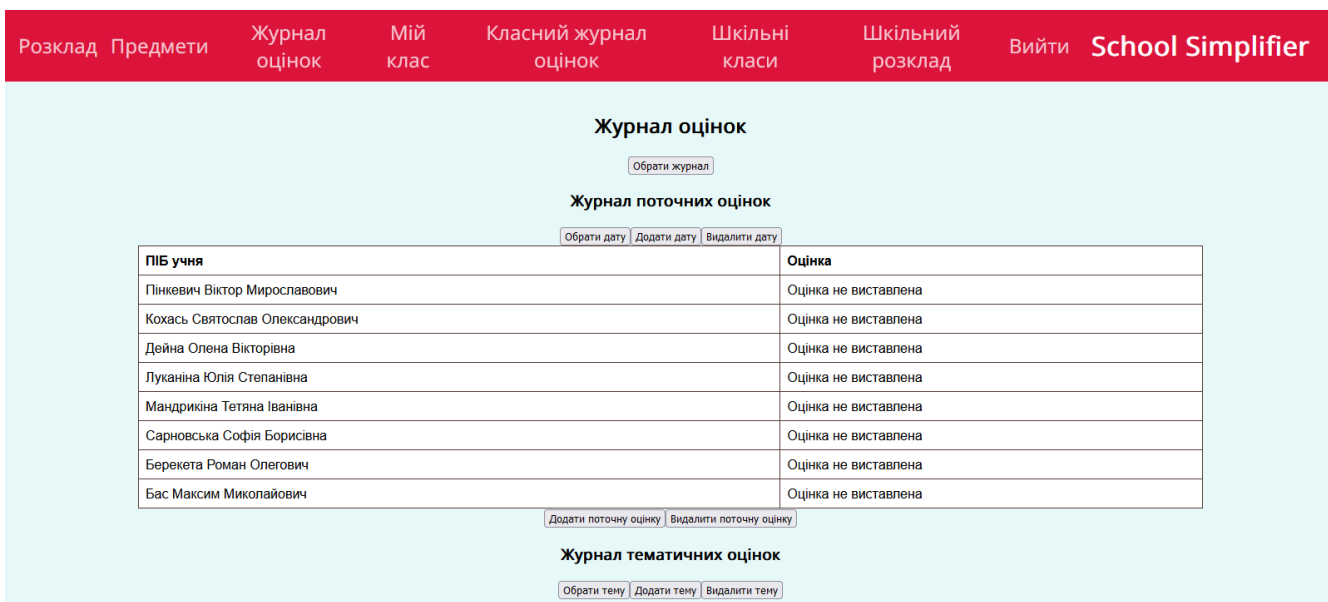 Розклад Предмети Журнал оцінок Мій клас Класний журнал оцінок Шкільні класи Шкільний розклад Вийти School Simplifier
Журнал оцінок
Обрати журнал
Журнал поточних оцінок
Обрати дату Додати дату Видалити дату
ПІБ учня Оцінка
Пінкевич Віктор Мирославович Оцінка не виставлена
Кохась Святослав Олександрович Оцінка не виставлена
Дейна Олена Вікторівна Оцінка не виставлена
Луканіна Юлія Степанівна Оцінка не виставлена
Мандрикіна Тетяна Іванівна Оцінка не виставлена
Сарновська Софія Борисівна Оцінка не виставлена
Берекета Роман Олегович Оцінка не виставлена
Бас Максим Миколайович Оцінка не виставлена
Додати поточну оцінку Видалити поточну оцінку
Журнал тематичних оцінок
Обрати тему Додати тему Видалити тему